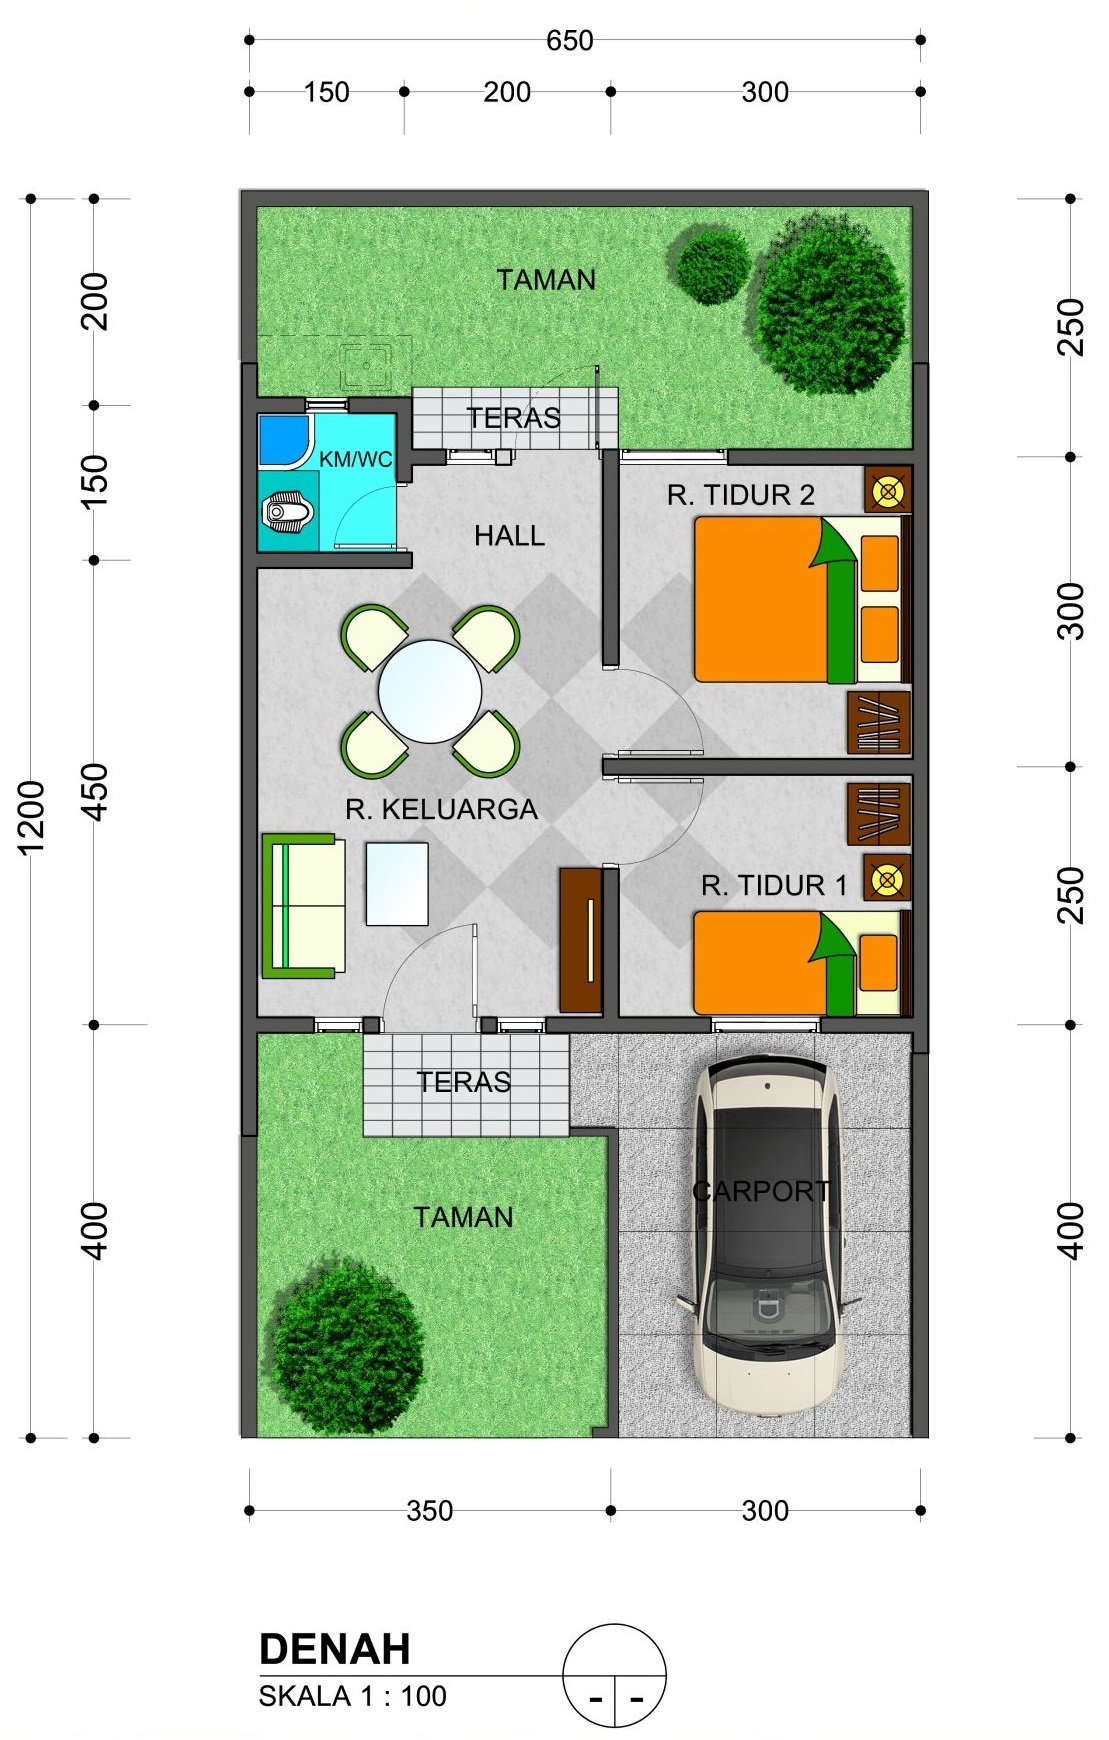 650
150
200
300
200
150
450
400
1200
250
300
250
400
TAMAN
TERAS
KM/WC
R. TIDUR 2
HALL
R. KELUARGA
R. TIDUR 1
TERAS
CARPORT
TAMAN
350
300
DENAH
SKALA 1 : 100
- -